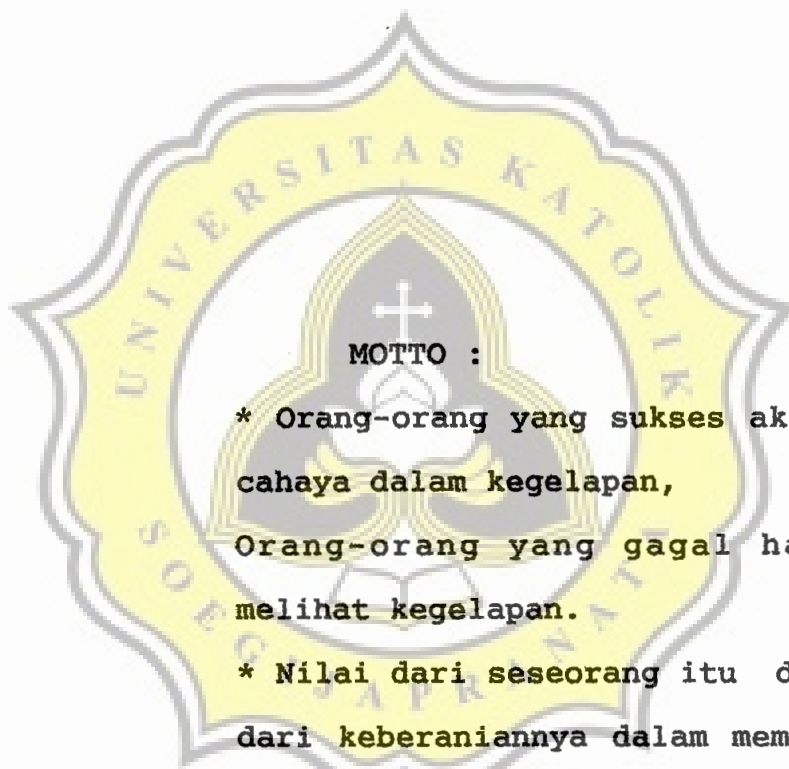 UNIVERSITAS KATOLIK
MOTTO :
* Orang-orang yang sukses ak
cahaya dalam kegelapan,
Orang-orang yang gagal ha
melihat kegelapan.
* Nilai dari seseorang itu d
dari keberaniannya dalam mem
SOEGIJAPRANATA